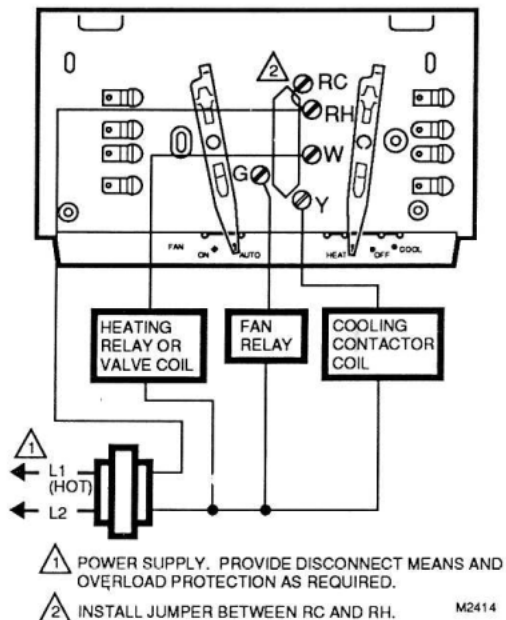 2
RC
RH
W
G
Y
FAN
ON
AUTO
HEAT
OFF
COOL
HEATING
RELAY OR
VALVE COIL
FAN
RELAY
COOLING
CONTACTOR
COIL
1
L1
(HOT)
L2
1 POWER SUPPLY. PROVIDE DISCONNECT MEANS AND
OVERLOAD PROTECTION AS REQUIRED.
2 INSTALL JUMPER BETWEEN RC AND RH.
M2414